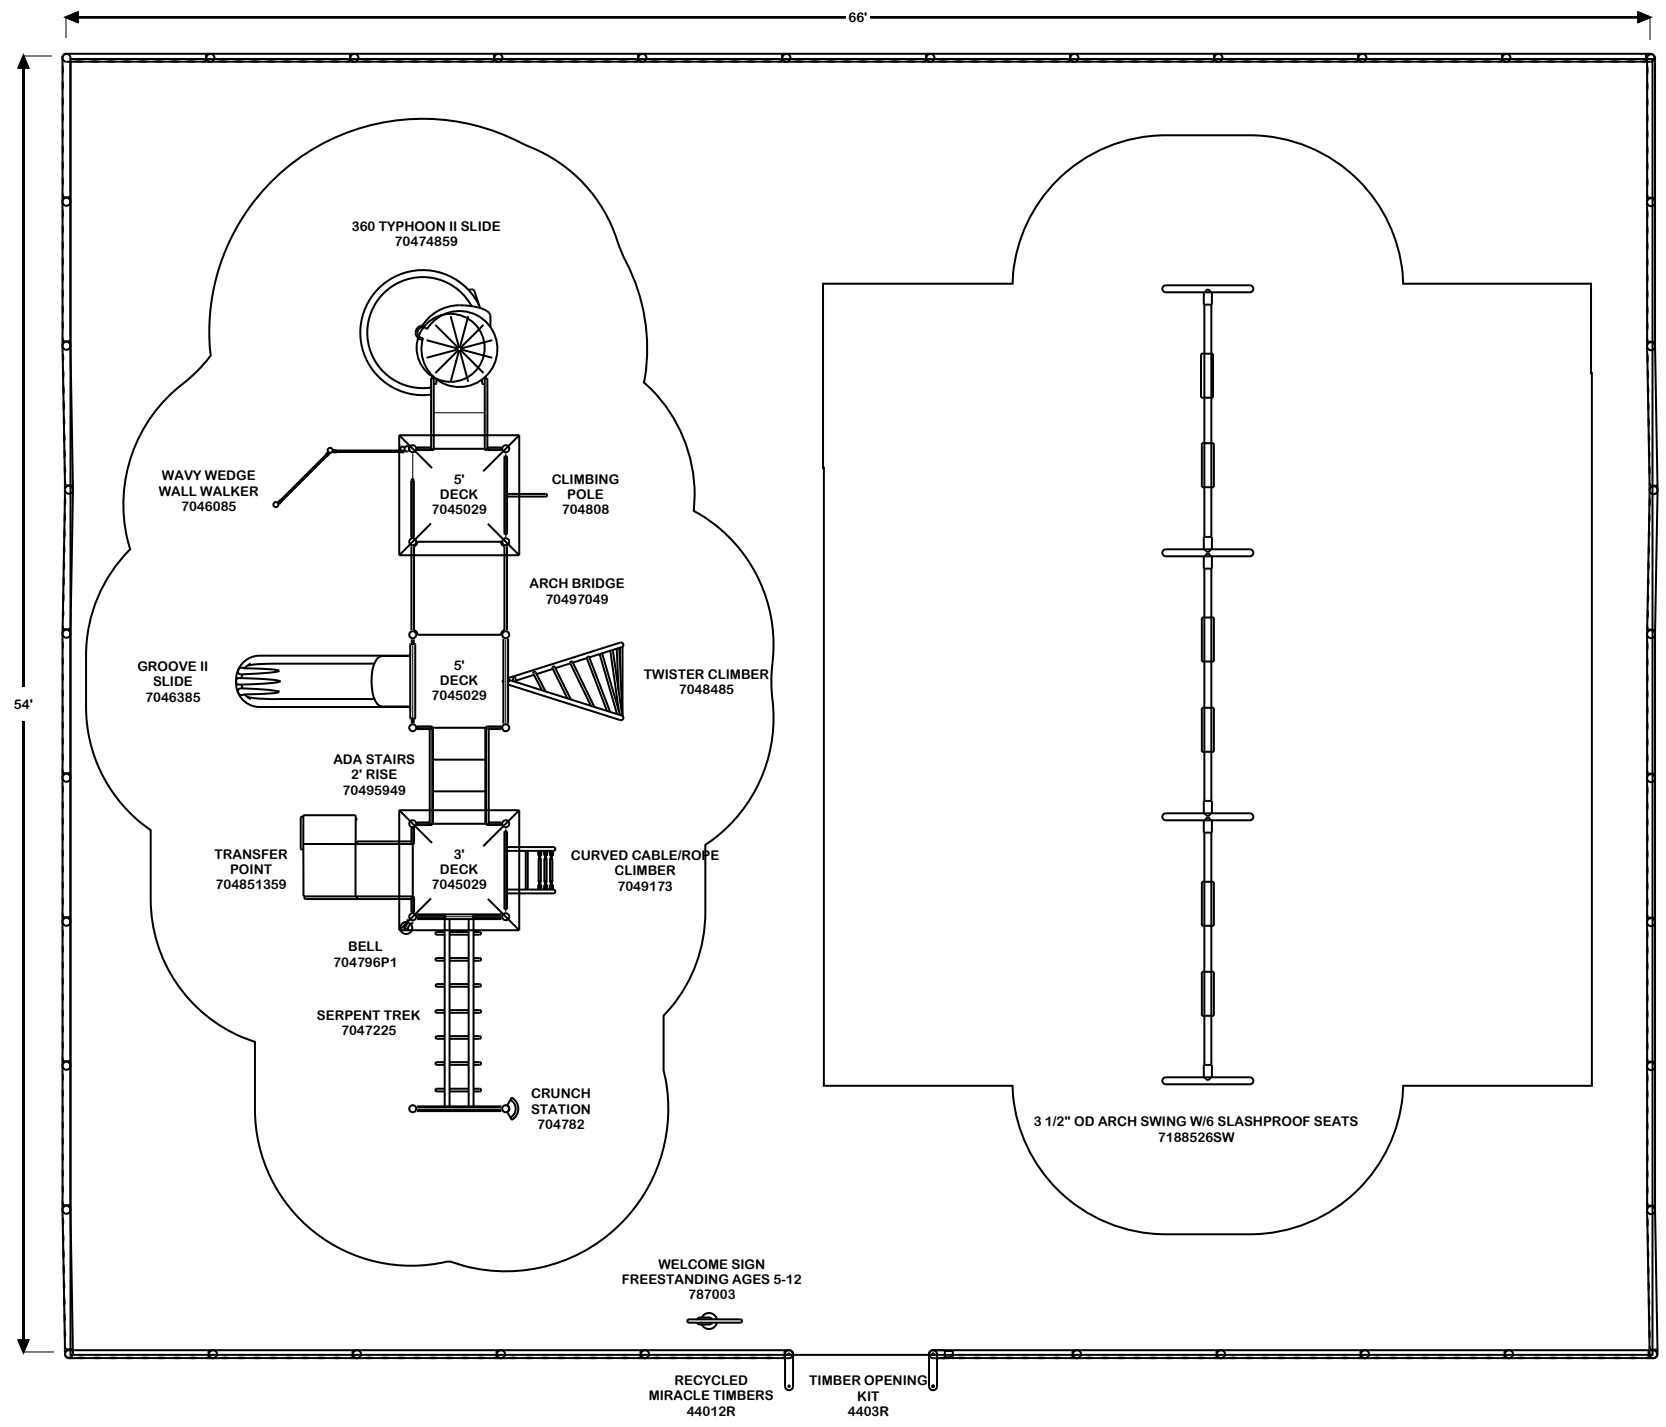 66'
360 TYPHOON II SLIDE
70474859
WAVY WEDGE
WALL WALKER
7046085
5'
DECK
7045029
CLIMBING
POLE
704808
ARCH BRIDGE
70497049
GROOVE II
SLIDE
7046385
5'
DECK
7045029
TWISTER CLIMBER
7048485
54'
ADA STAIRS
2' RISE
70495949
TRANSFER
POINT
704851359
3'
DECK
7045029
CURVED CABLE/ROPE
CLIMBER
7049173
BELL
704796P1
SERPENT TREK
7047225
CRUNCH
STATION
704782
3 1/2" OD ARCH SWING W/6 SLASHPROOF SEATS
7188526SW
WELCOME SIGN
FREESTANDING AGES 5-12
787003
RECYCLED
MIRACLE TIMBERS
44012R
TIMBER OPENING
KIT
4403R